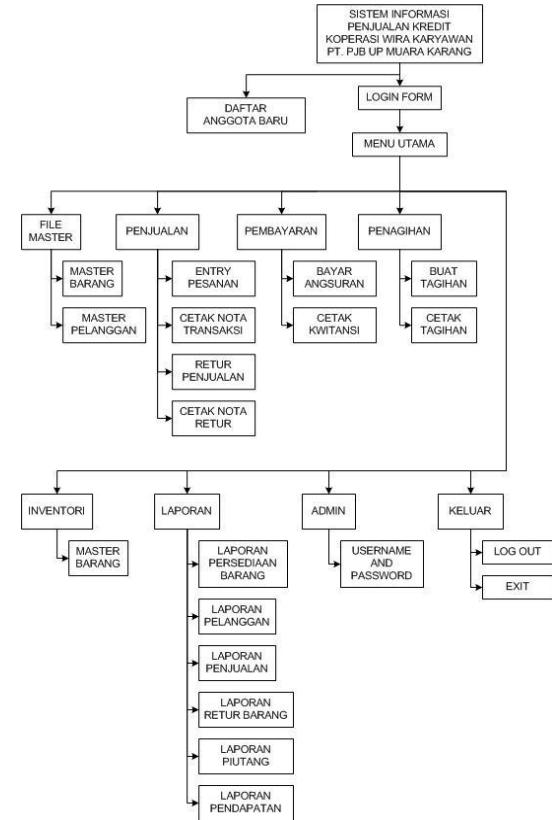 SISTEM INFORMASI
PENJUALAN KREDIT
KOPERASI WIRA KARYAWAN
PT. PJB UP MUARA KARANG
DAFTAR
ANGGOTA BARU
LOGIN FORM
MENU UTAMA
FILE
MASTER
MASTER
BARANG
MASTER
PELANGGAN
PENJUALAN
ENTRY
PESANAN
CETAK NOTA
TRANSAKSI
RETUR
PENJUALAN
CETAK NOTA
RETUR
PEMBAYARAN
BAYAR
ANGSURAN
CETAK
KWITANSI
PENAGIHAN
BUAT
TAGIHAN
CETAK
TAGIHAN
INVENTORI
MASTER
BARANG
LAPORAN
LAPORAN
PERSEDIAAN
BARANG
LAPORAN
PELANGGAN
LAPORAN
PENJUALAN
LAPORAN
RETUR BARANG
LAPORAN
PIUTANG
LAPORAN
PENDAPATAN
ADMIN
USERNAME
AND
PASSWORD
KELUAR
LOG OUT
EXIT